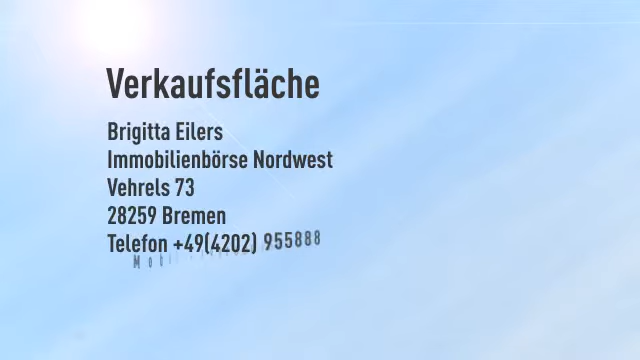 Verkaufsfläche
Brigitta Eilers
Immobilienbörse Nordwest
Vehrels 73
28259 Bremen
Telefon +49(4202) 955888